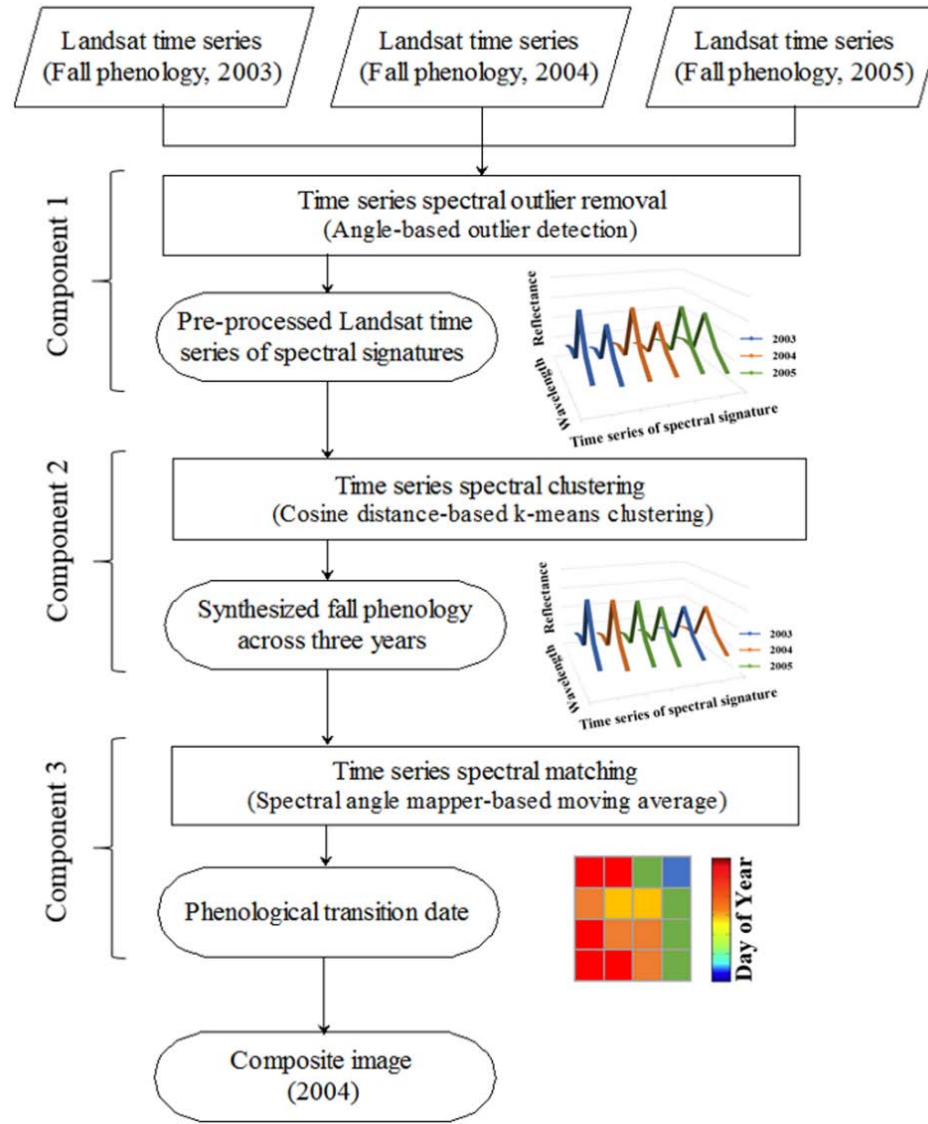 Landsat time series
(Fall phenology, 2003)
Landsat time series
(Fall phenology, 2004)
Landsat time series
(Fall phenology, 2005)
Component 1
Time series spectral outlier removal
(Angle-based outlier detection)
Pre-processed Landsat time
series of spectral signatures
Reflectance
Wavelength
Time series of spectral signature
2003
2004
2005
Component 2
Time series spectral clustering
(Cosine distance-based k-means clustering)
Synthesized fall phenology
across three years
Reflectance
Wavelength
Time series of spectral signature
2003
2004
2005
Component 3
Time series spectral matching
(Spectral angle mapper-based moving average)
Phenological transition date
Day of Year
Composite image
(2004)